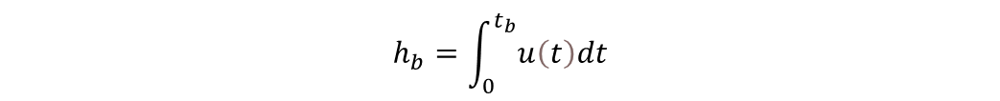 h_b = ∫_0^{t_b} u(t)dt